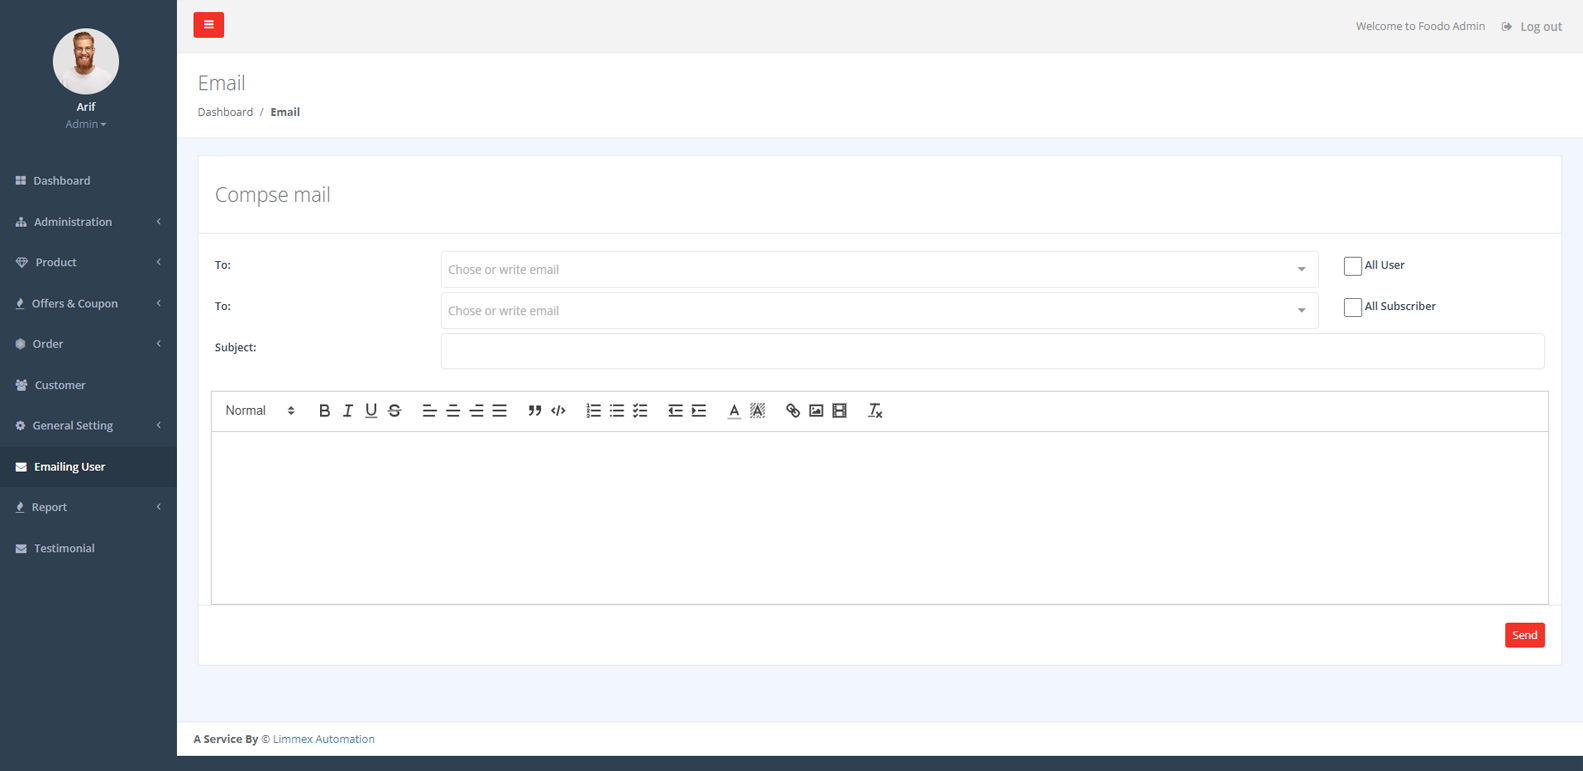 Welcome to Foodo Admin
Log out
Arif
Admin
Dashboard
Administration
Product
Offers & Coupon
Order
Customer
General Setting
Emailing User
Report
Testimonial
Email
Dashboard / Email
Compse mail
To: Chose or write email All User
To: Chose or write email All Subscriber
Subject:
Normal
Send
A Service By © Limmex Automation